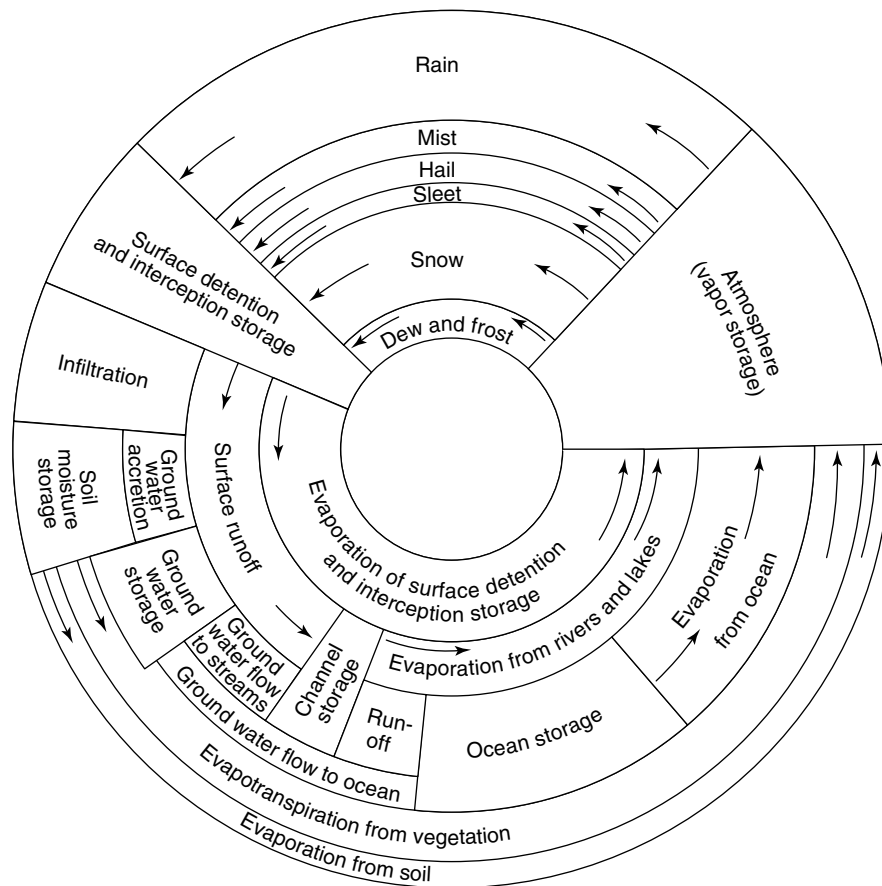 Rain
Mist
Hail
Sleet
Snow
Dew and frost
Atmosphere
(vapor storage)
Surface detention
and interception storage
Infiltration
Soil
moisture
storage
Ground
water
accretion
Surface runoff
Evaporation of surface detention
and interception storage
Ground
water
storage
Ground
water flow
to streams
Channel
storage
Evaporation from rivers and lakes
Evaporation
from ocean
Run-
off
Ocean storage
Ground water flow to ocean
Evapotranspiration from vegetation
Evaporation from soil